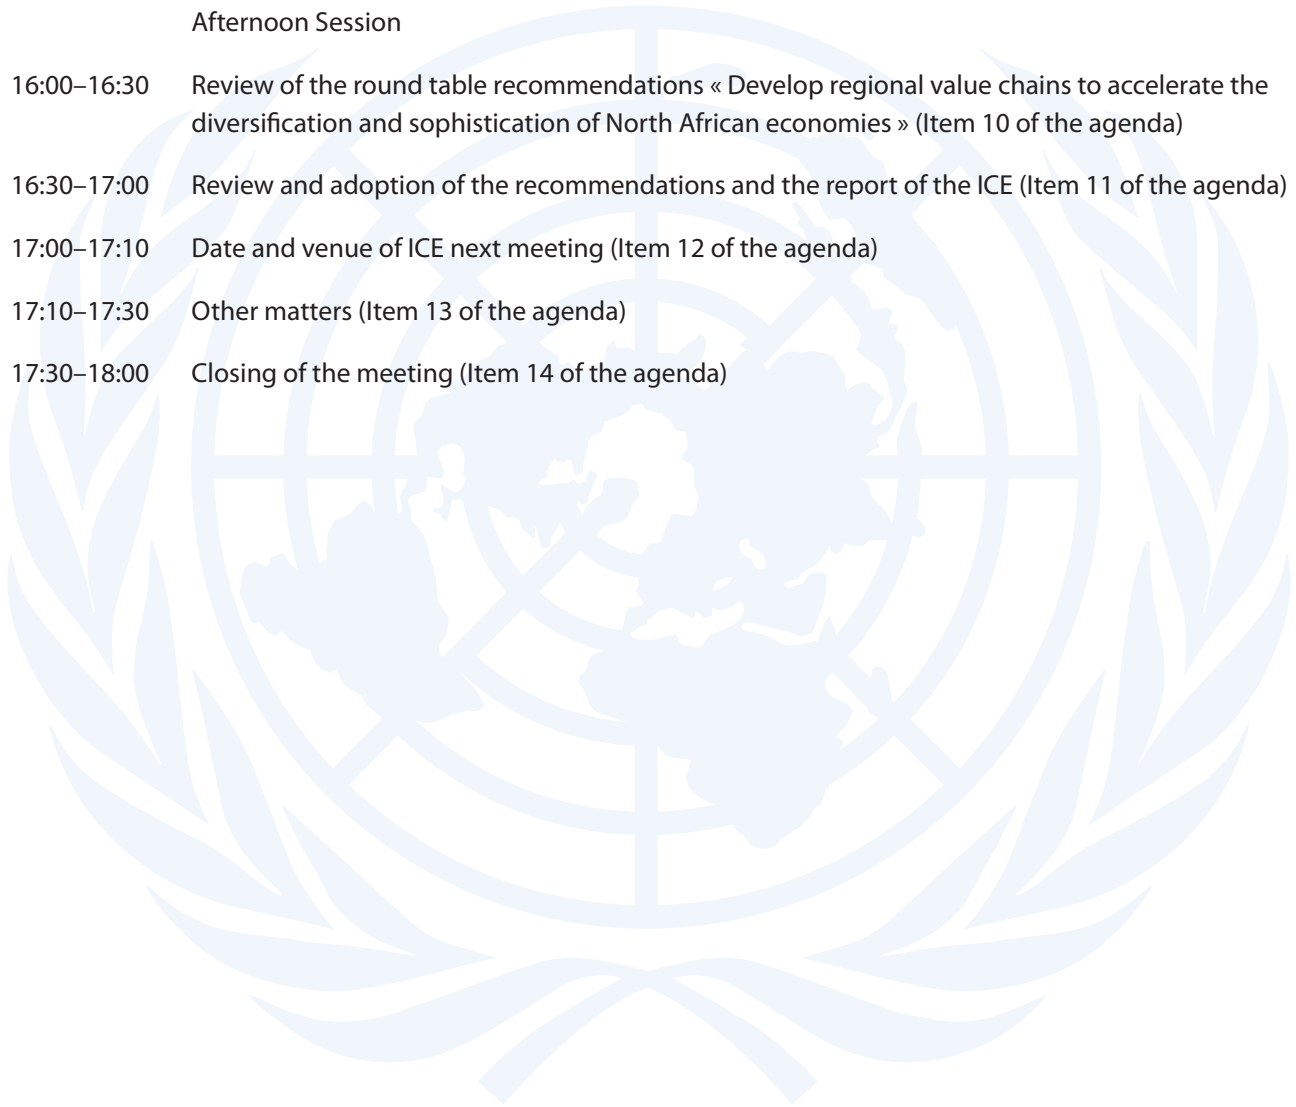 Afternoon Session
16:00–16:30 Review of the round table recommendations « Develop regional value chains to accelerate the
diversification and sophistication of North African economies » (Item 10 of the agenda)
16:30–17:00 Review and adoption of the recommendations and the report of the ICE (Item 11 of the agenda)
17:00–17:10 Date and venue of ICE next meeting (Item 12 of the agenda)
17:10–17:30 Other matters (Item 13 of the agenda)
17:30–18:00 Closing of the meeting (Item 14 of the agenda)